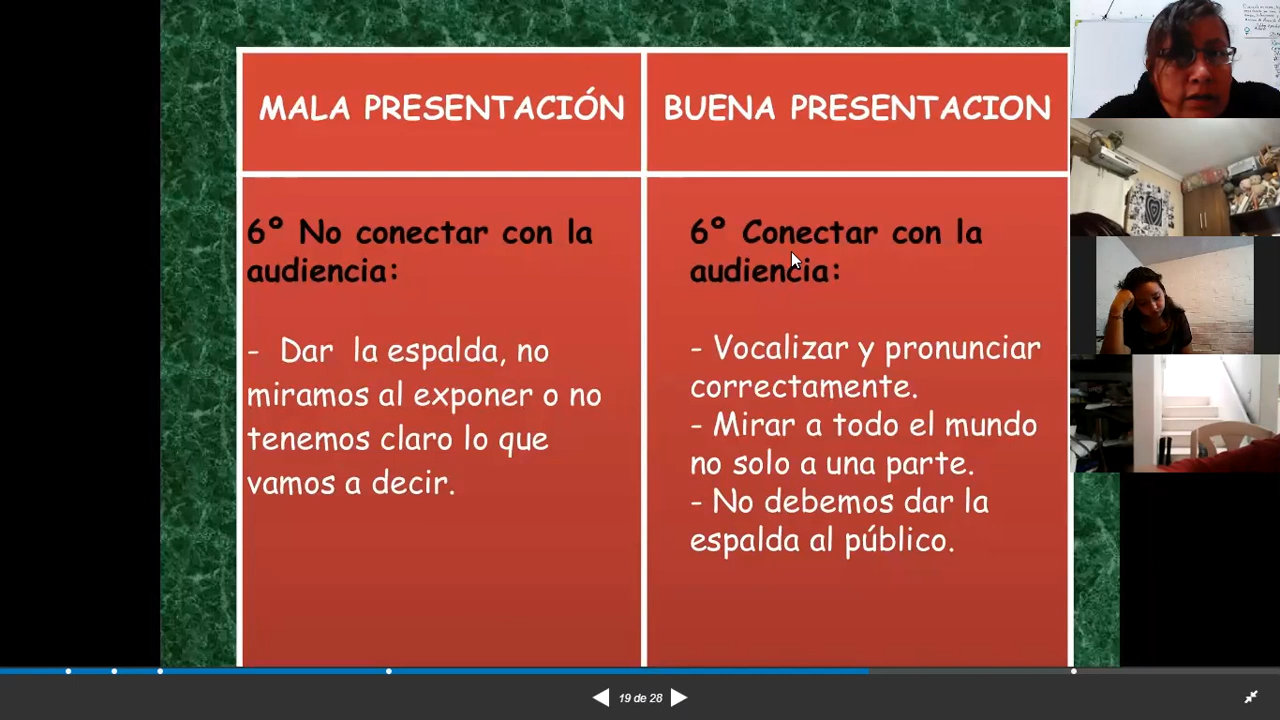 MALA PRESENTACIÓN
BUENA PRESENTACION
6º No conectar con la
audiencia:
- Dar la espalda, no
miramos al exponer o no
tenemos claro lo que
vamos a decir.
6º Conectar con la
audiencia:
- Vocalizar y pronunciar
correctamente.
- Mirar a todo el mundo
no solo a una parte.
- No debemos dar la
espalda al público.
19 de 28